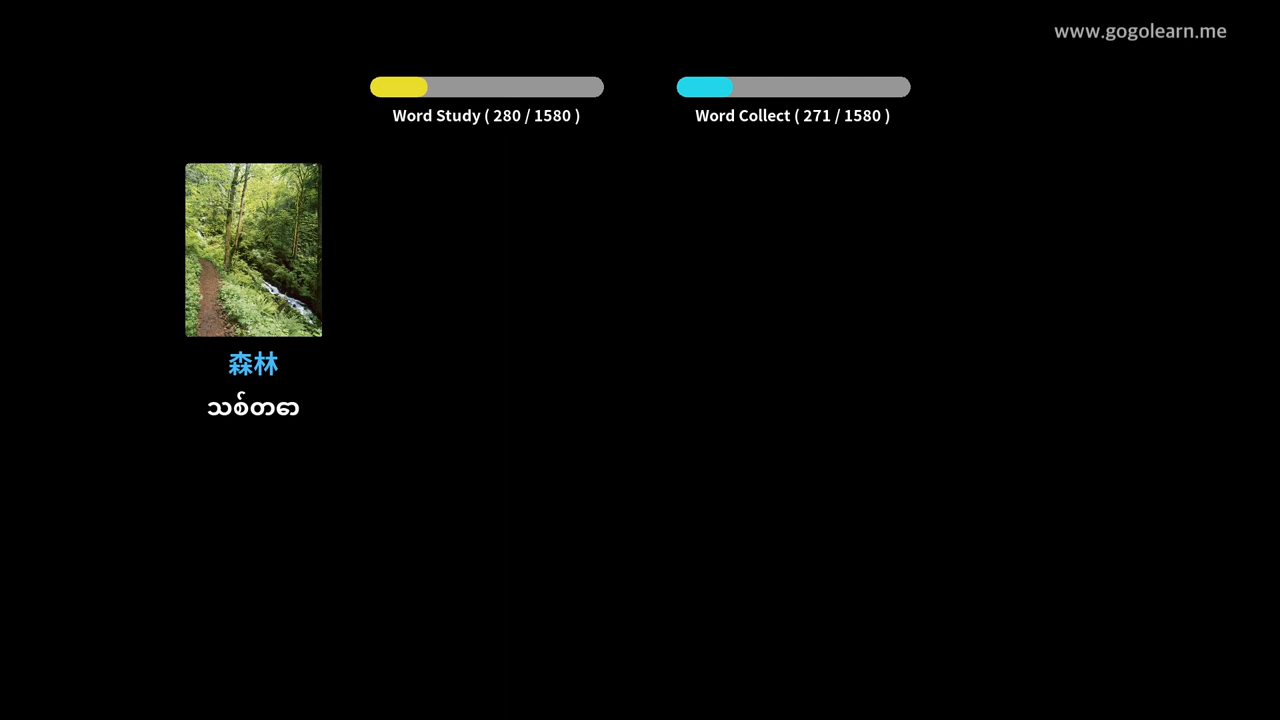 www.gogolearn.me
Word Study ( 280 / 1580 )
Word Collect ( 271 / 1580 )
森林
သစ်တော